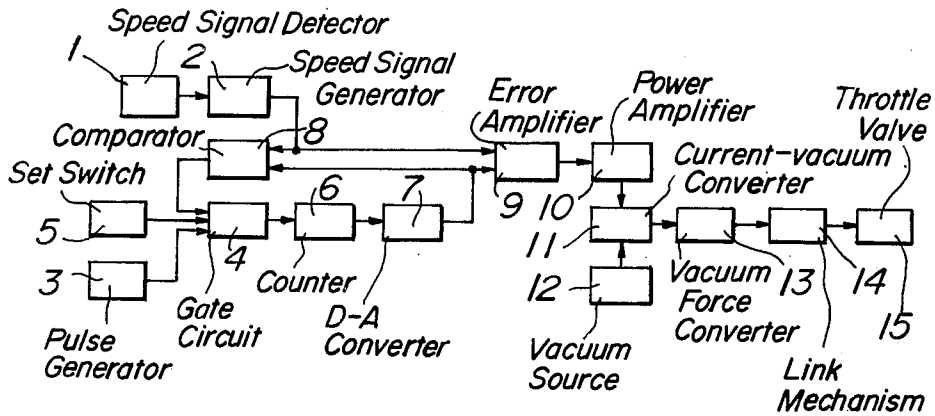 Speed Signal Detector
1
2
Speed Signal
Generator
Comparator
8
Set Switch
5
3
Pulse
Generator
4
Gate
Circuit
6
Counter
7
D-A
Converter
Error
Amplifier
9
Power
Amplifier
10
Current-vacuum
Converter
11
12
Vacuum
Source
Vacuum
Force
Converter
13
Throttle
Valve
14
Link
Mechanism
15